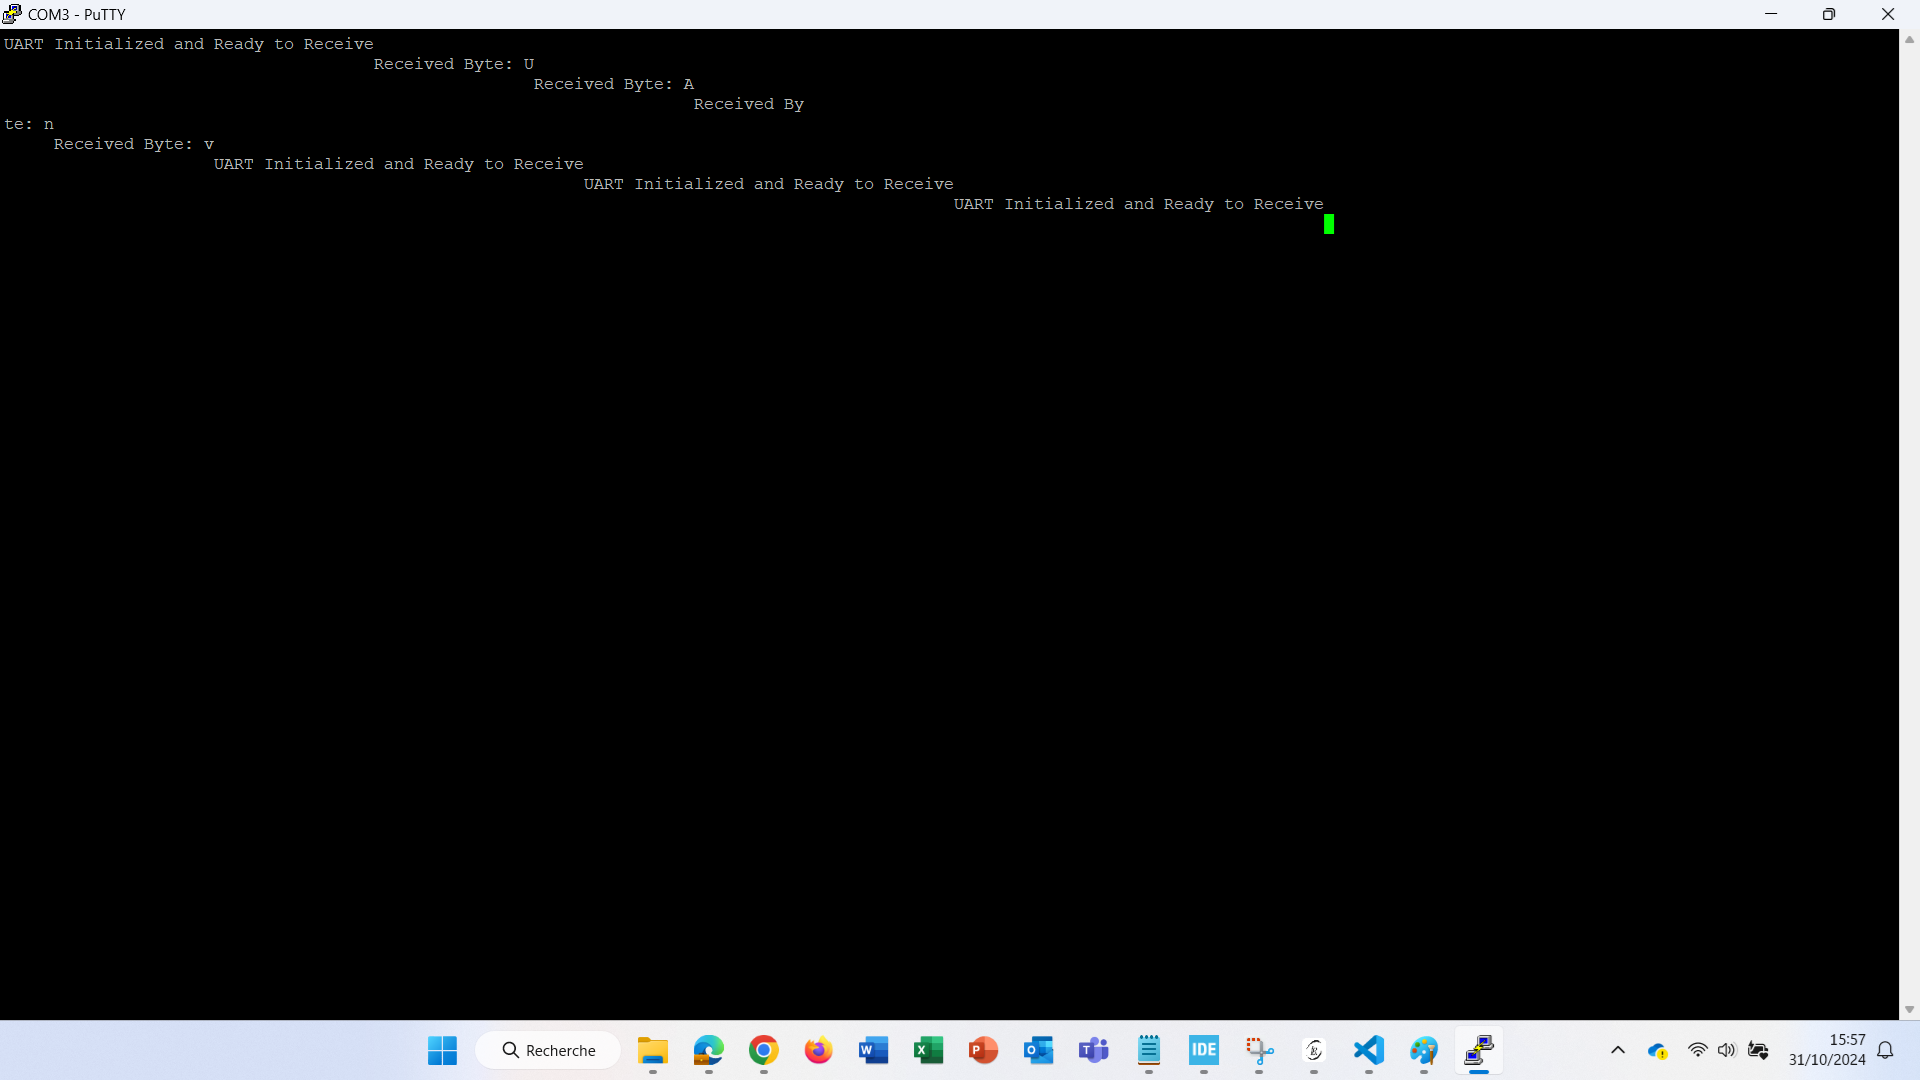 COM3 - PuTTY
UART Initialized and Ready to Receive
Received Byte: U
Received Byte: A
Received By
te: n
Received Byte: v
UART Initialized and Ready to Receive
UART Initialized and Ready to Receive
UART Initialized and Ready to Receive
Recherche
IDE
15:57
31/10/2024